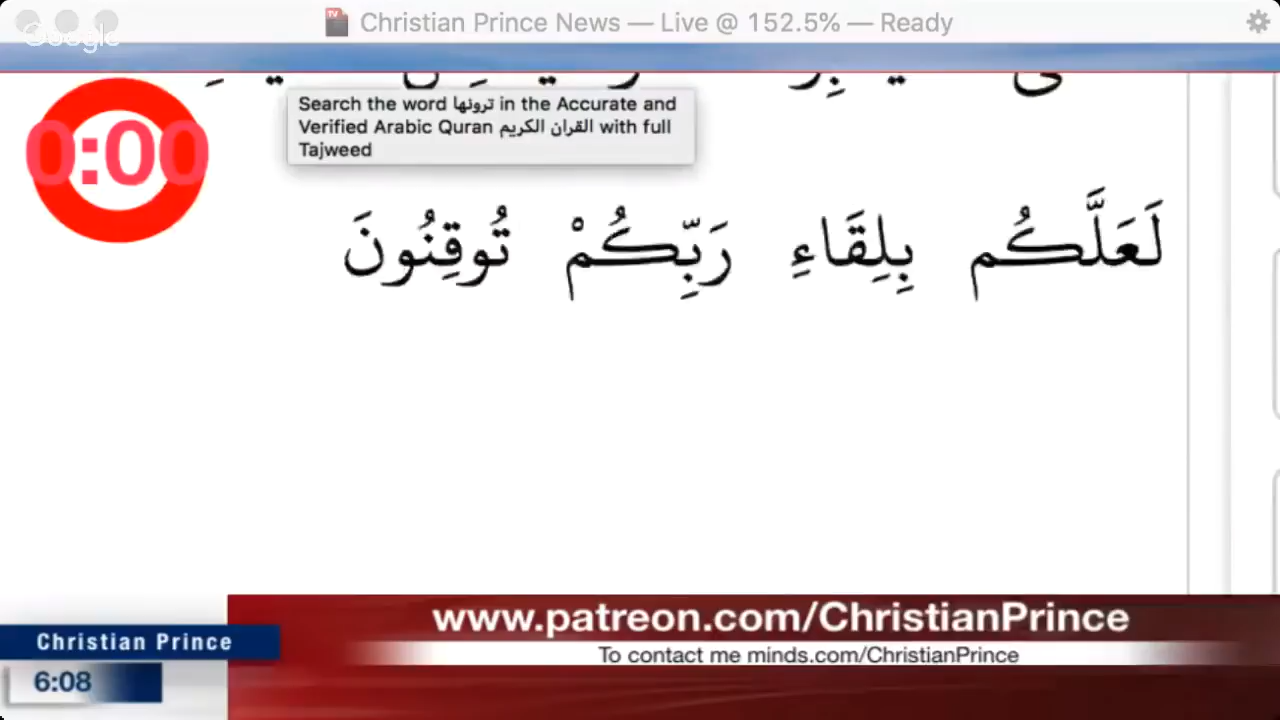 Christian Prince News — Live @ 152.5% — Ready
Google
0:00
Search the word ترونها in the Accurate and
Verified Arabic Quran القران الكريم with full
Tajweed
لَعَلَّكُم بِلِقَاءِ رَبِّكُمْ تُوقِنُونَ
www.patreon.com/ChristianPrince
Christian Prince
To contact me minds.com/ChristianPrince
6:08